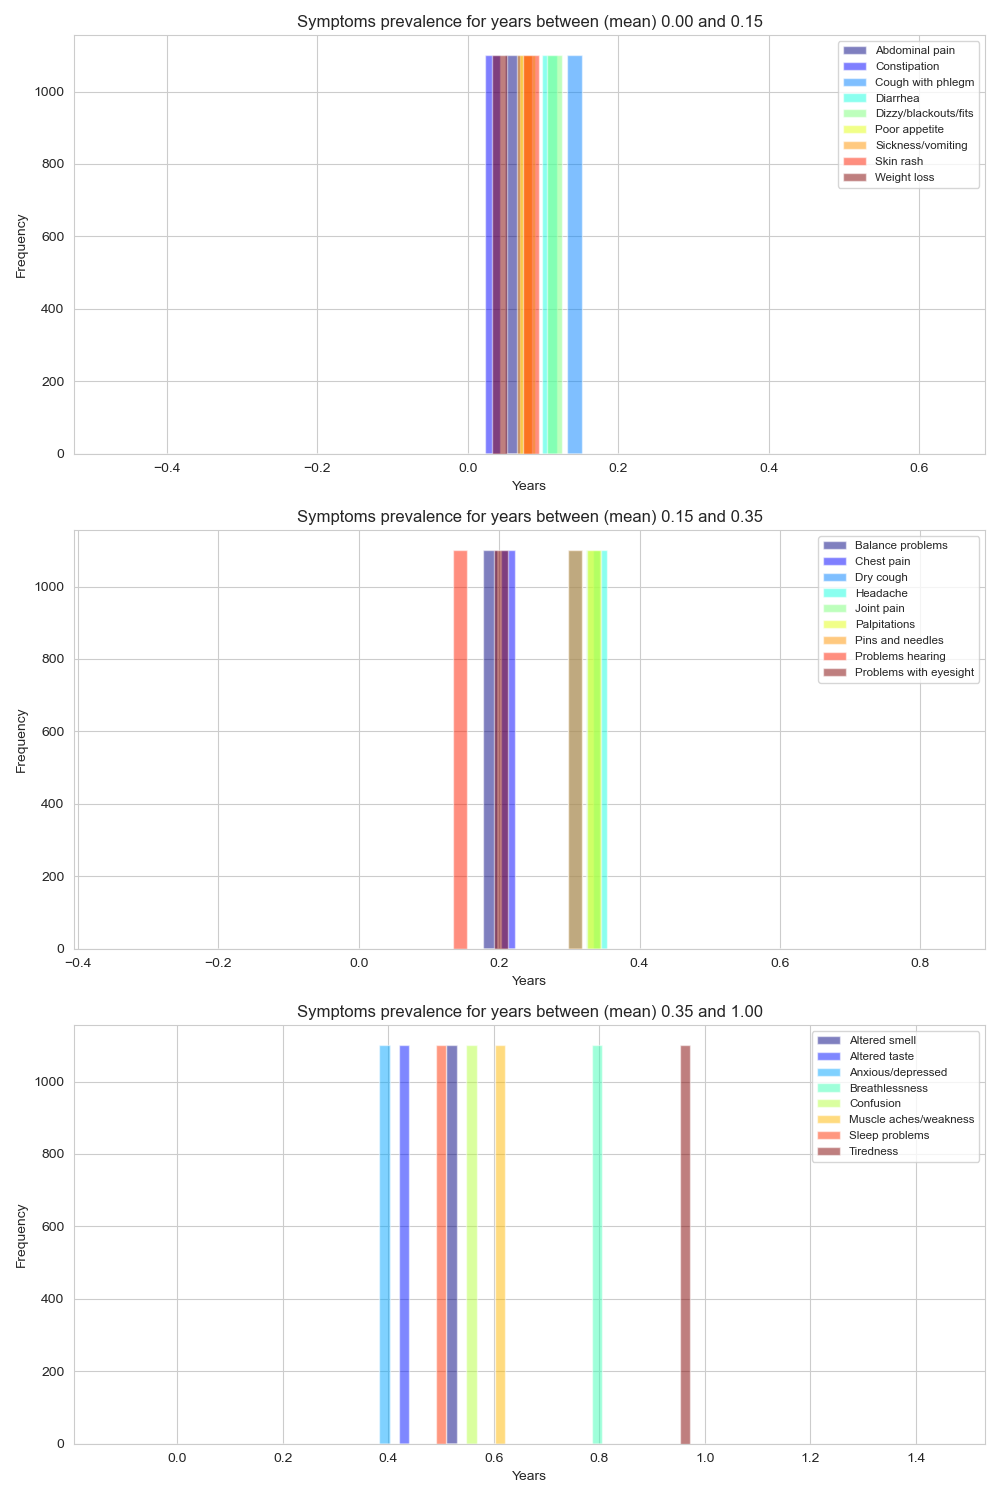 Symptoms prevalence for years between (mean) 0.00 and 0.15
Abdominal pain
Constipation
Cough with phlegm
Diarrhea
Dizzy/blackouts/fits
Poor appetite
Sickness/vomiting
Skin rash
Weight loss
Frequency
1000
800
600
400
200
0
−0.4
−0.2
0.0
0.2
0.4
0.6
Years
Symptoms prevalence for years between (mean) 0.15 and 0.35
Balance problems
Chest pain
Dry cough
Headache
Joint pain
Palpitations
Pins and needles
Problems hearing
Problems with eyesight
Frequency
1000
800
600
400
200
0
−0.4
−0.2
0.0
0.2
0.4
0.6
0.8
Years
Symptoms prevalence for years between (mean) 0.35 and 1.00
Altered smell
Altered taste
Anxious/depressed
Breathlessness
Confusion
Muscle aches/weakness
Sleep problems
Tiredness
Frequency
1000
800
600
400
200
0
0.0
0.2
0.4
0.6
0.8
1.0
1.2
1.4
Years